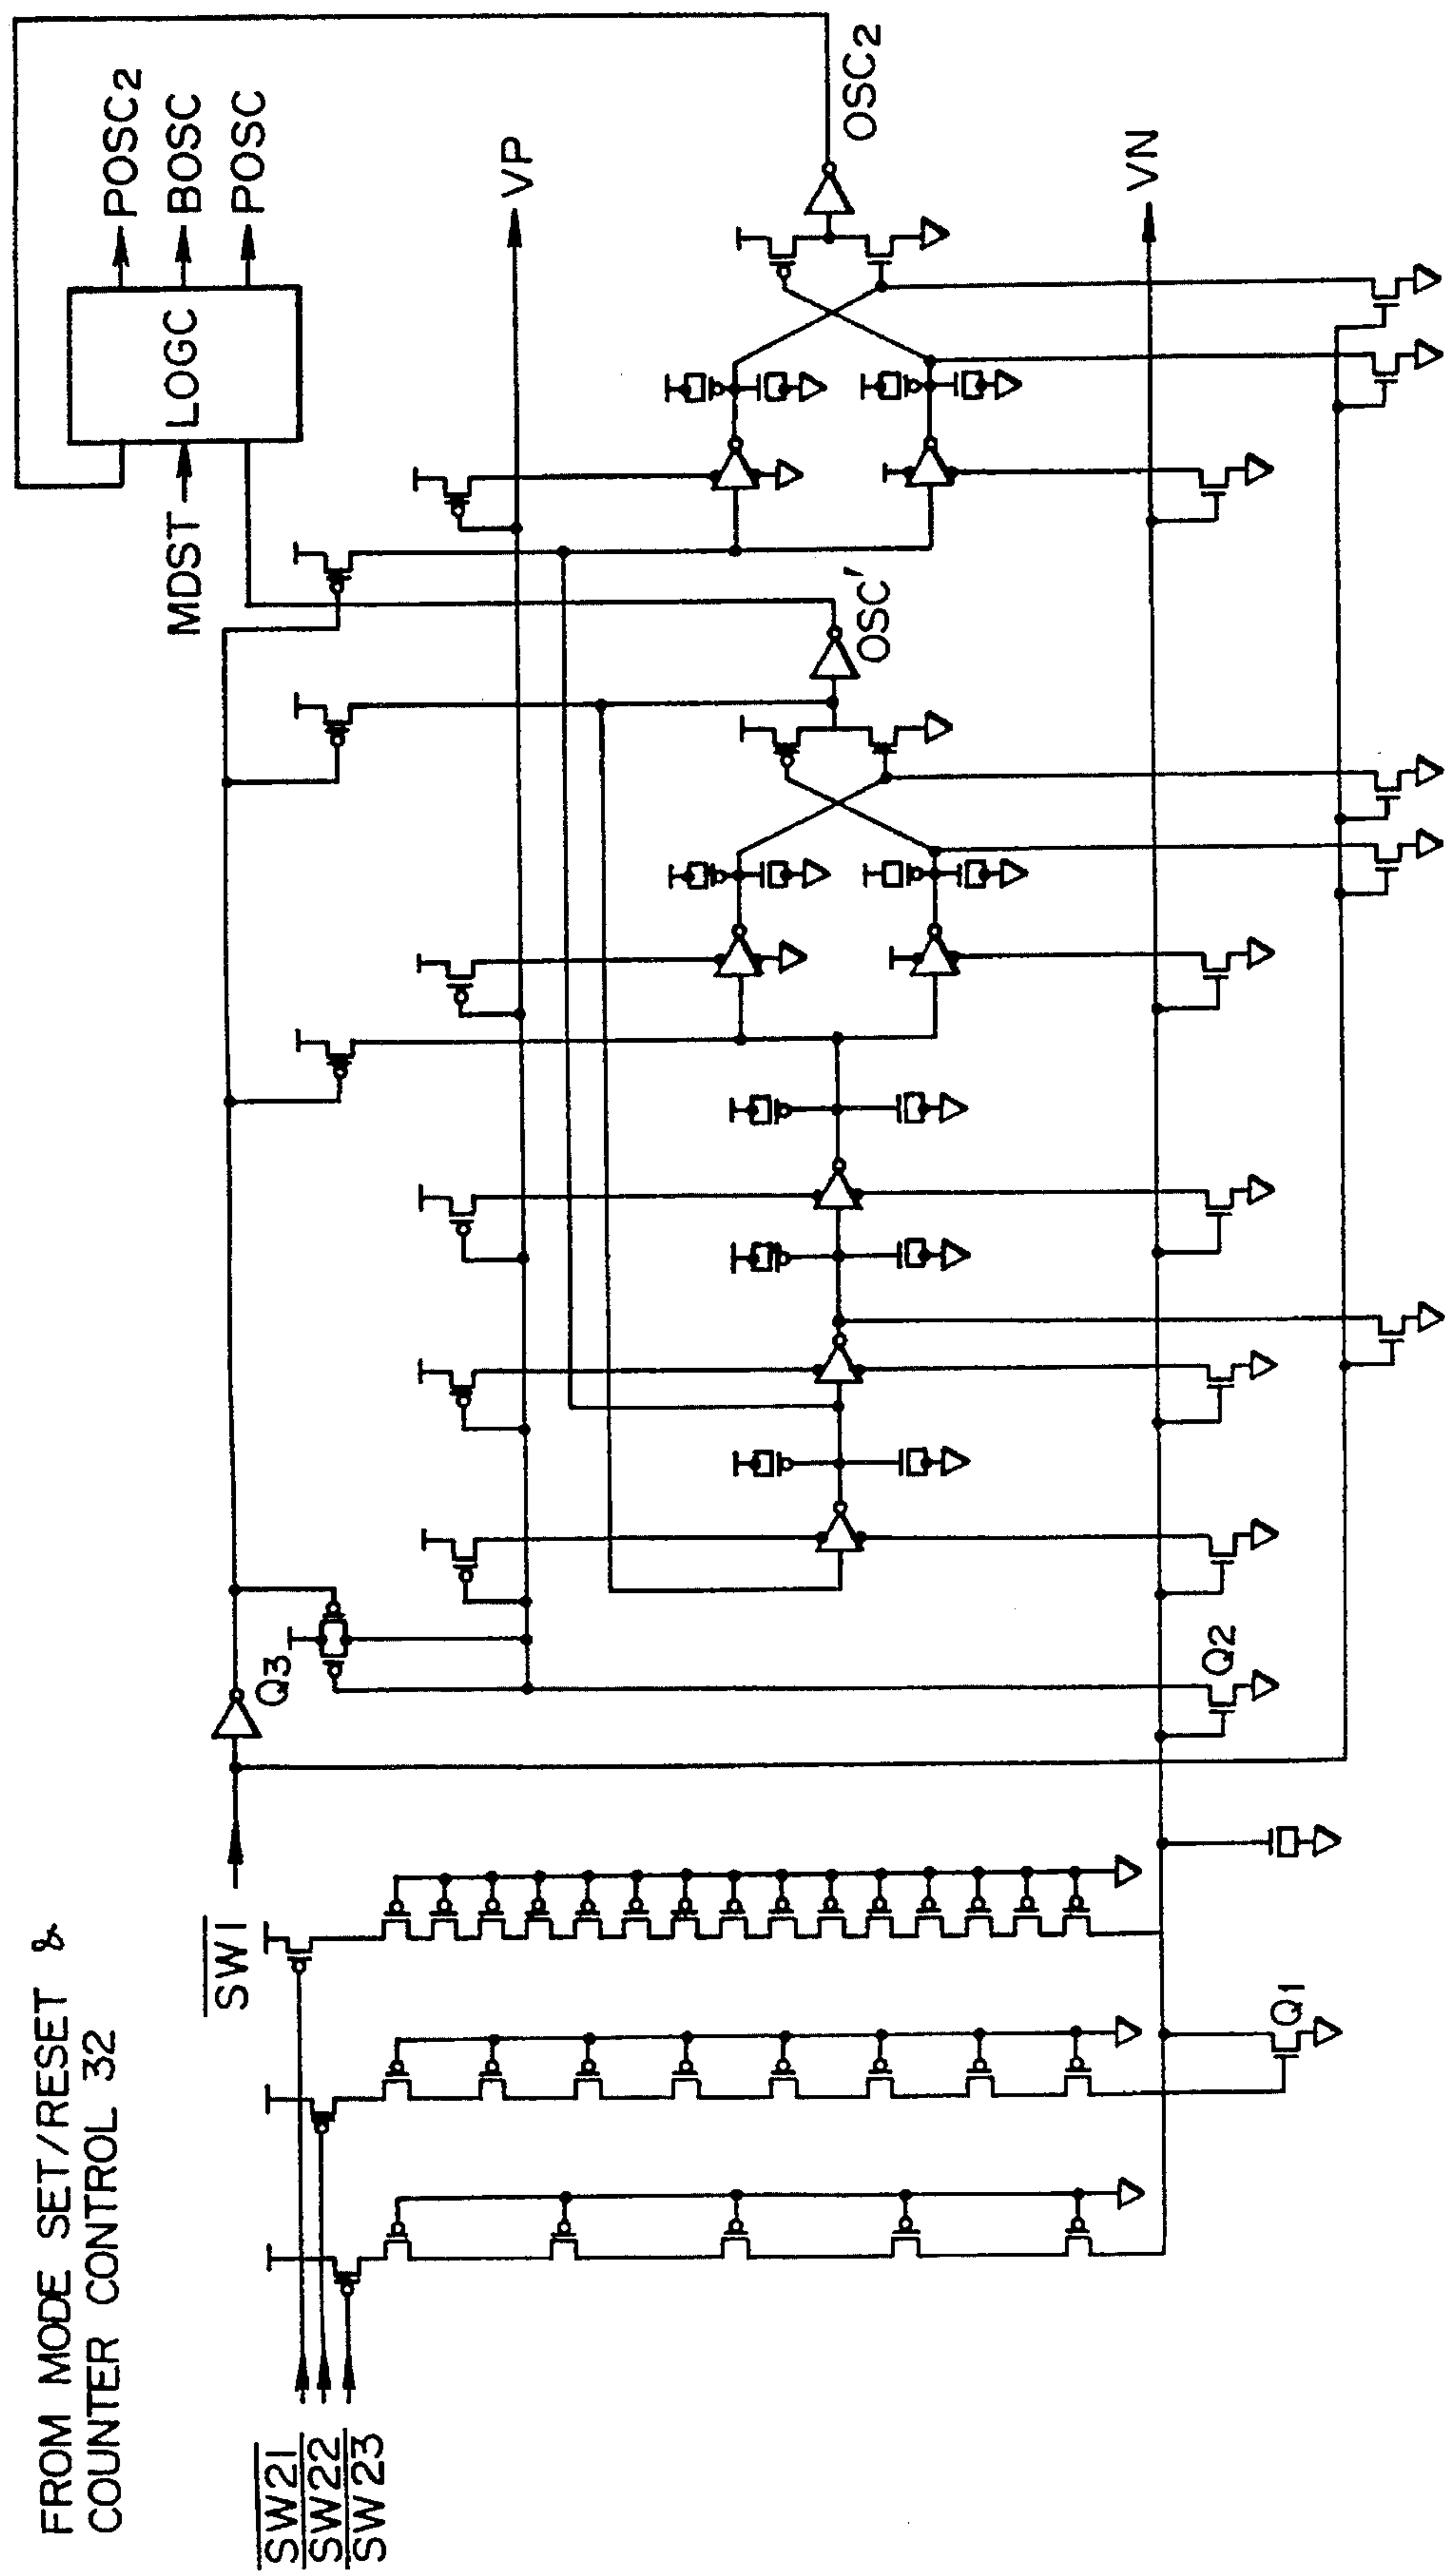 FROM MODE SET/RESET &
COUNTER CONTROL 32
SW1
SW21
SW22
SW23
Q3
Q1
Q2
MDST
LOGC
POSC2
BOSC
POSC
VP
OSC'
OSC2
VN